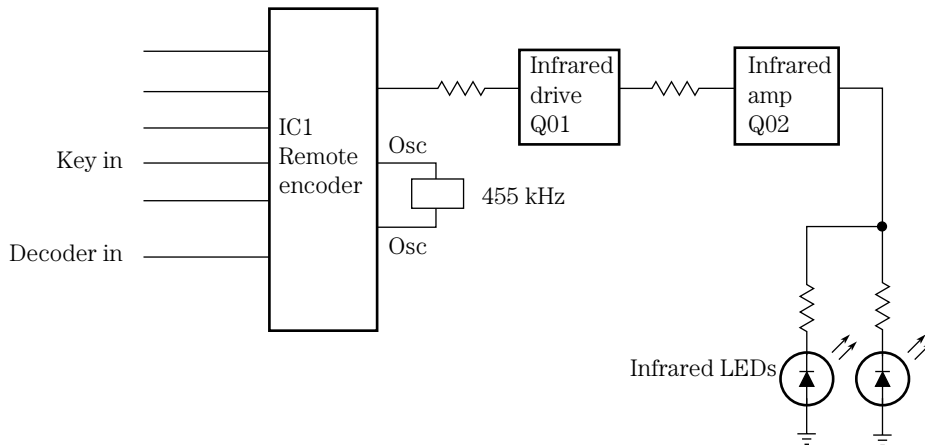 Infrared
drive
Q01
Infrared
amp
Q02
IC1
Remote
encoder
Osc
Key in
455 kHz
Osc
Decoder in
Infrared LEDs